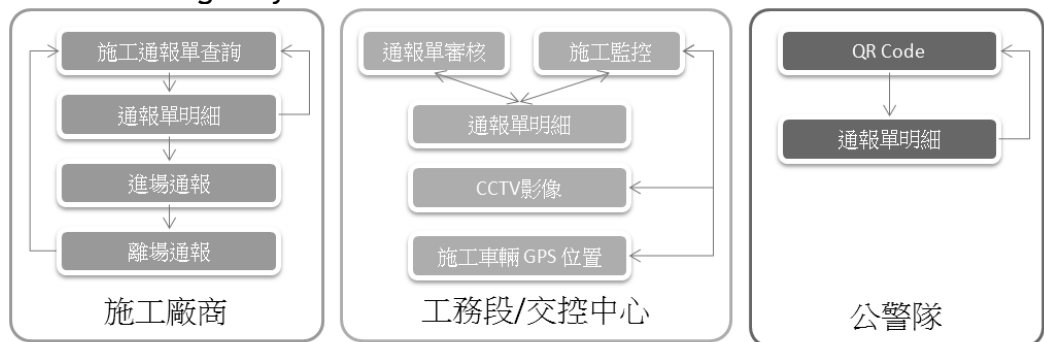 施工通報單查詢
通報單明細
進場通報
離場通報
施工廠商
通報單審核
施工監控
通報單明細
CCTV影像
施工車輛 GPS 位置
工務段/交控中心
QR Code
通報單明細
公警隊